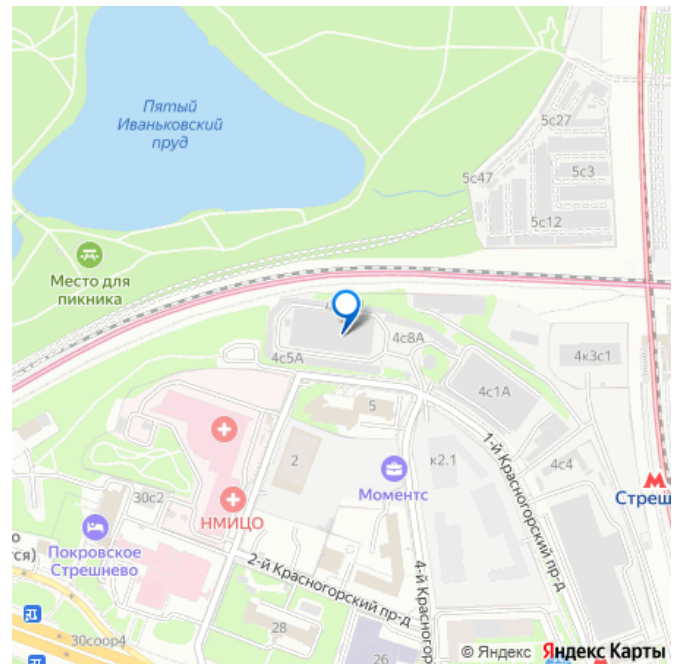 Пятый
Иваньковский
пруд
5с27
5с47
5с3
5с12
Место для
пикника
4с5А
4с8А
4к3с1
4с1А
5
2
к2.1
Моментс
1-й Красногорский пр-д
4с4
30с2
НМИЦО
М
Стреш
о
тся)
Покровское
Стрешнево
2-й Красногорский пр-д
4-й Красногор
30соор4
28
26
© Яндекс Яндекс Карты